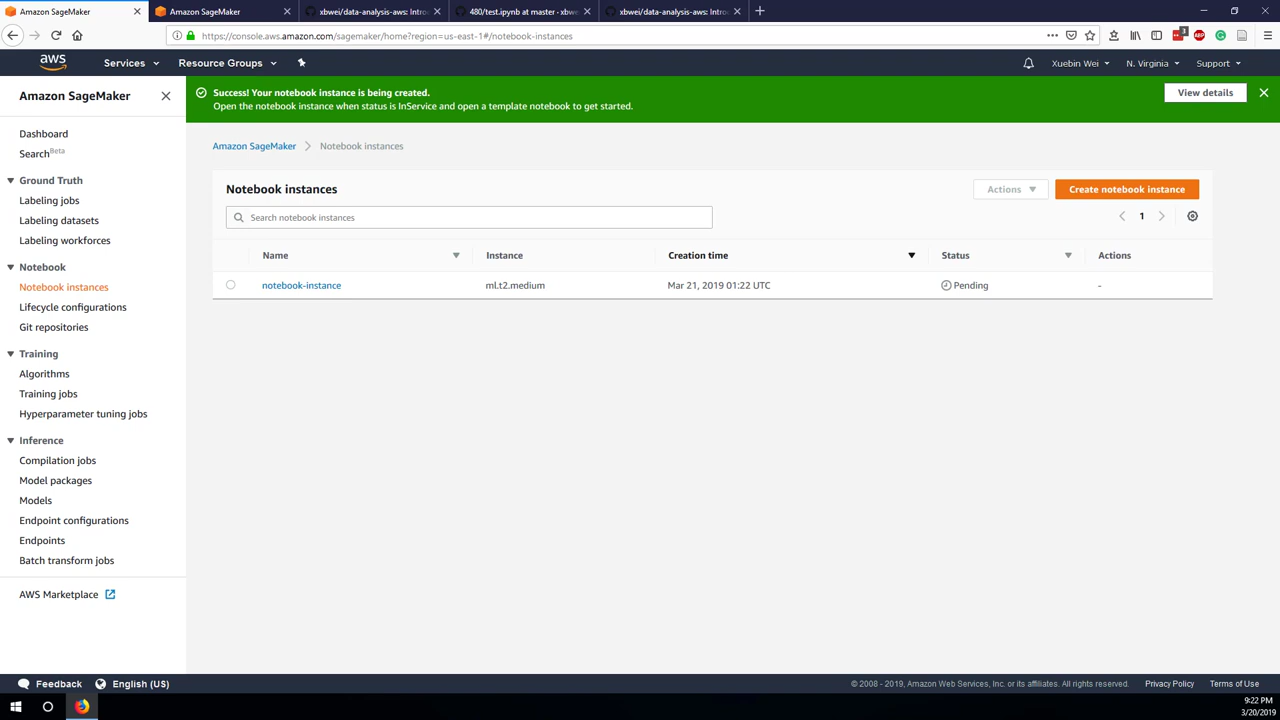 Amazon SageMaker
Amazon SageMaker
xbwei/data-analysis-aws: Introd
480/test.ipynb at master · xbwe
xbwei/data-analysis-aws: Introd
https://console.aws.amazon.com/sagemaker/home?region=us-east-1#/notebook-instances
3
ABP
aws
Services
Resource Groups
Xuebin Wei
N. Virginia
Support
Amazon SageMaker
Success! Your notebook instance is being created.
Open the notebook instance when status is InService and open a template notebook to get started.
View details
Dashboard
Search Beta
Ground Truth
Labeling jobs
Labeling datasets
Labeling workforces
Notebook
Notebook instances
Lifecycle configurations
Git repositories
Training
Algorithms
Training jobs
Hyperparameter tuning jobs
Inference
Compilation jobs
Model packages
Models
Endpoint configurations
Endpoints
Batch transform jobs
AWS Marketplace
Amazon SageMaker
Notebook instances
Notebook instances
Actions
Create notebook instance
Search notebook instances
1
Name
Instance
Creation time
Status
Actions
notebook-instance
ml.t2.medium
Mar 21, 2019 01:22 UTC
Pending
-
Feedback
English (US)
© 2008 - 2019, Amazon Web Services, Inc. or its affiliates. All rights reserved.
Privacy Policy
Terms of Use
9:22 PM
3/20/2019